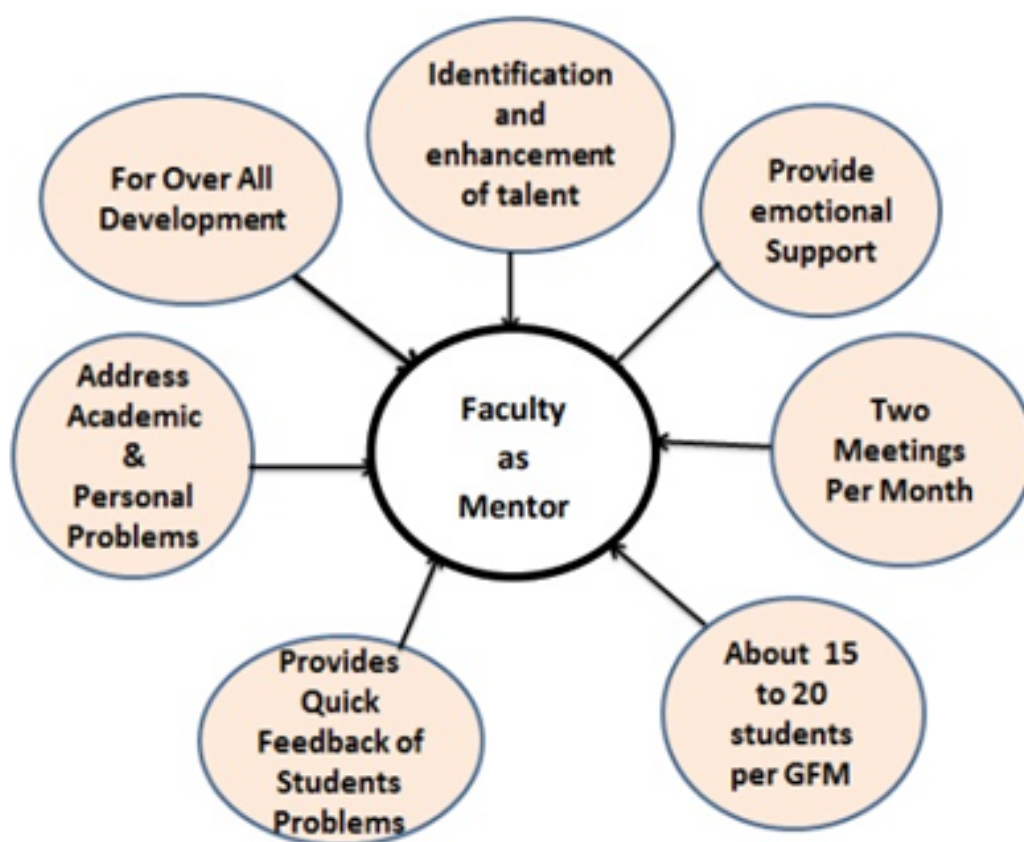 Identification
and
enhancement
of talent
For Over All
Development
Provide
emotional
Support
Address
Academic
&
Personal
Problems
Faculty
as
Mentor
Two
Meetings
Per Month
Provides
Quick
Feedback of
Students
Problems
About 15
to 20
students
per GFM